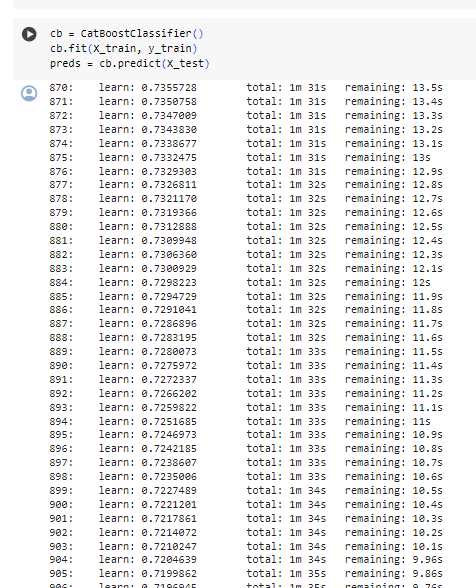 cb = CatBoostClassifier()
cb.fit(X_train, y_train)
preds = cb.predict(X_test)
870: learn: 0.7355728 total: 1m 31s remaining: 13.5s
871: learn: 0.7350758 total: 1m 31s remaining: 13.4s
872: learn: 0.7347009 total: 1m 31s remaining: 13.3s
873: learn: 0.7343830 total: 1m 31s remaining: 13.2s
874: learn: 0.7338677 total: 1m 31s remaining: 13.1s
875: learn: 0.7332475 total: 1m 31s remaining: 13s
876: learn: 0.7329303 total: 1m 31s remaining: 12.9s
877: learn: 0.7326811 total: 1m 32s remaining: 12.8s
878: learn: 0.7321170 total: 1m 32s remaining: 12.7s
879: learn: 0.7319366 total: 1m 32s remaining: 12.6s
880: learn: 0.7312888 total: 1m 32s remaining: 12.5s
881: learn: 0.7309948 total: 1m 32s remaining: 12.4s
882: learn: 0.7306360 total: 1m 32s remaining: 12.3s
883: learn: 0.7300929 total: 1m 32s remaining: 12.1s
884: learn: 0.7298223 total: 1m 32s remaining: 12s
885: learn: 0.7294729 total: 1m 32s remaining: 11.9s
886: learn: 0.7291041 total: 1m 32s remaining: 11.8s
887: learn: 0.7286896 total: 1m 32s remaining: 11.7s
888: learn: 0.7283195 total: 1m 32s remaining: 11.6s
889: learn: 0.7280073 total: 1m 33s remaining: 11.5s
890: learn: 0.7275972 total: 1m 33s remaining: 11.4s
891: learn: 0.7272337 total: 1m 33s remaining: 11.3s
892: learn: 0.7266202 total: 1m 33s remaining: 11.2s
893: learn: 0.7259822 total: 1m 33s remaining: 11.1s
894: learn: 0.7251685 total: 1m 33s remaining: 11s
895: learn: 0.7246973 total: 1m 33s remaining: 10.9s
896: learn: 0.7242185 total: 1m 33s remaining: 10.8s
897: learn: 0.7238607 total: 1m 33s remaining: 10.7s
898: learn: 0.7235006 total: 1m 33s remaining: 10.6s
899: learn: 0.7227489 total: 1m 34s remaining: 10.5s
900: learn: 0.7221201 total: 1m 34s remaining: 10.4s
901: learn: 0.7217861 total: 1m 34s remaining: 10.3s
902: learn: 0.7214072 total: 1m 34s remaining: 10.2s
903: learn: 0.7210247 total: 1m 34s remaining: 10.1s
904: learn: 0.7204639 total: 1m 34s remaining: 9.96s
905: learn: 0.7199862 total: 1m 35s remaining: 9.86s